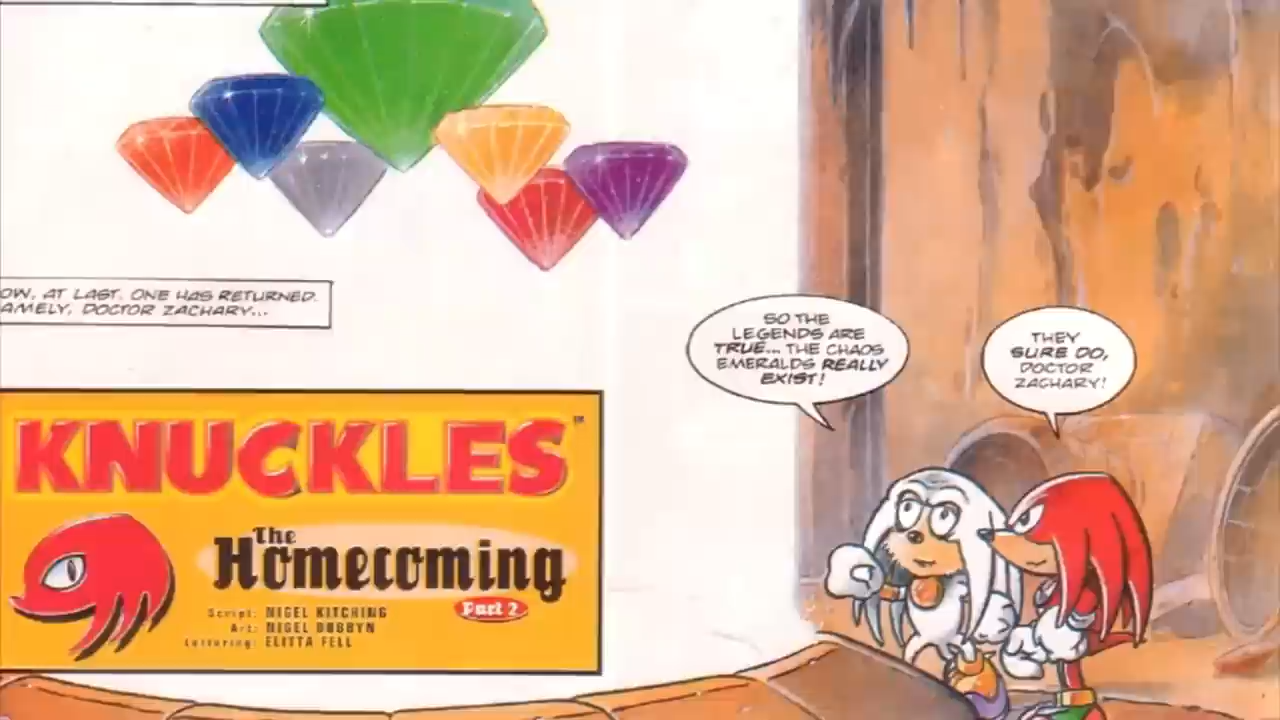 OW, AT LAST, ONE HAS RETURNED.
AMELY, DOCTOR ZACHARY...
SO THE
LEGENDS ARE
TRUE... THE CHAOS
EMERALDS REALLY
EXIST!
THEY
SURE DO,
DOCTOR
ZACHARY!
KNUCKLES™
The
Homecoming
Part 2
Script: NIGEL KITCHING
Art: NIGEL DOBBYN
Lettering: ELITTA FELL